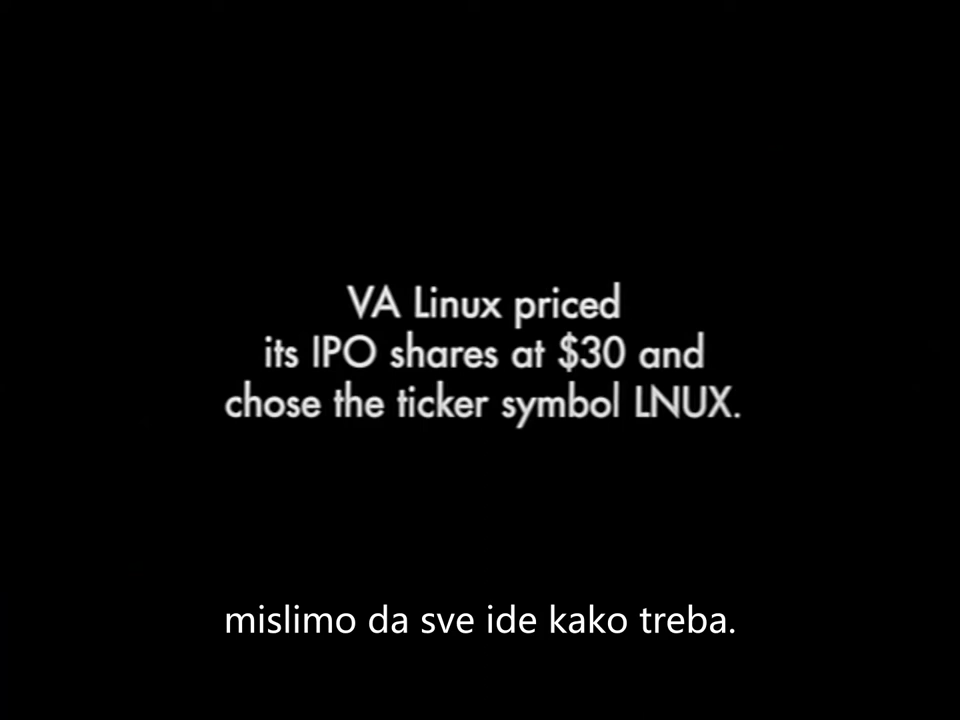 VA Linux priced
its IPO shares at $30 and
chose the ticker symbol LNUX.
mislimo da sve ide kako treba.